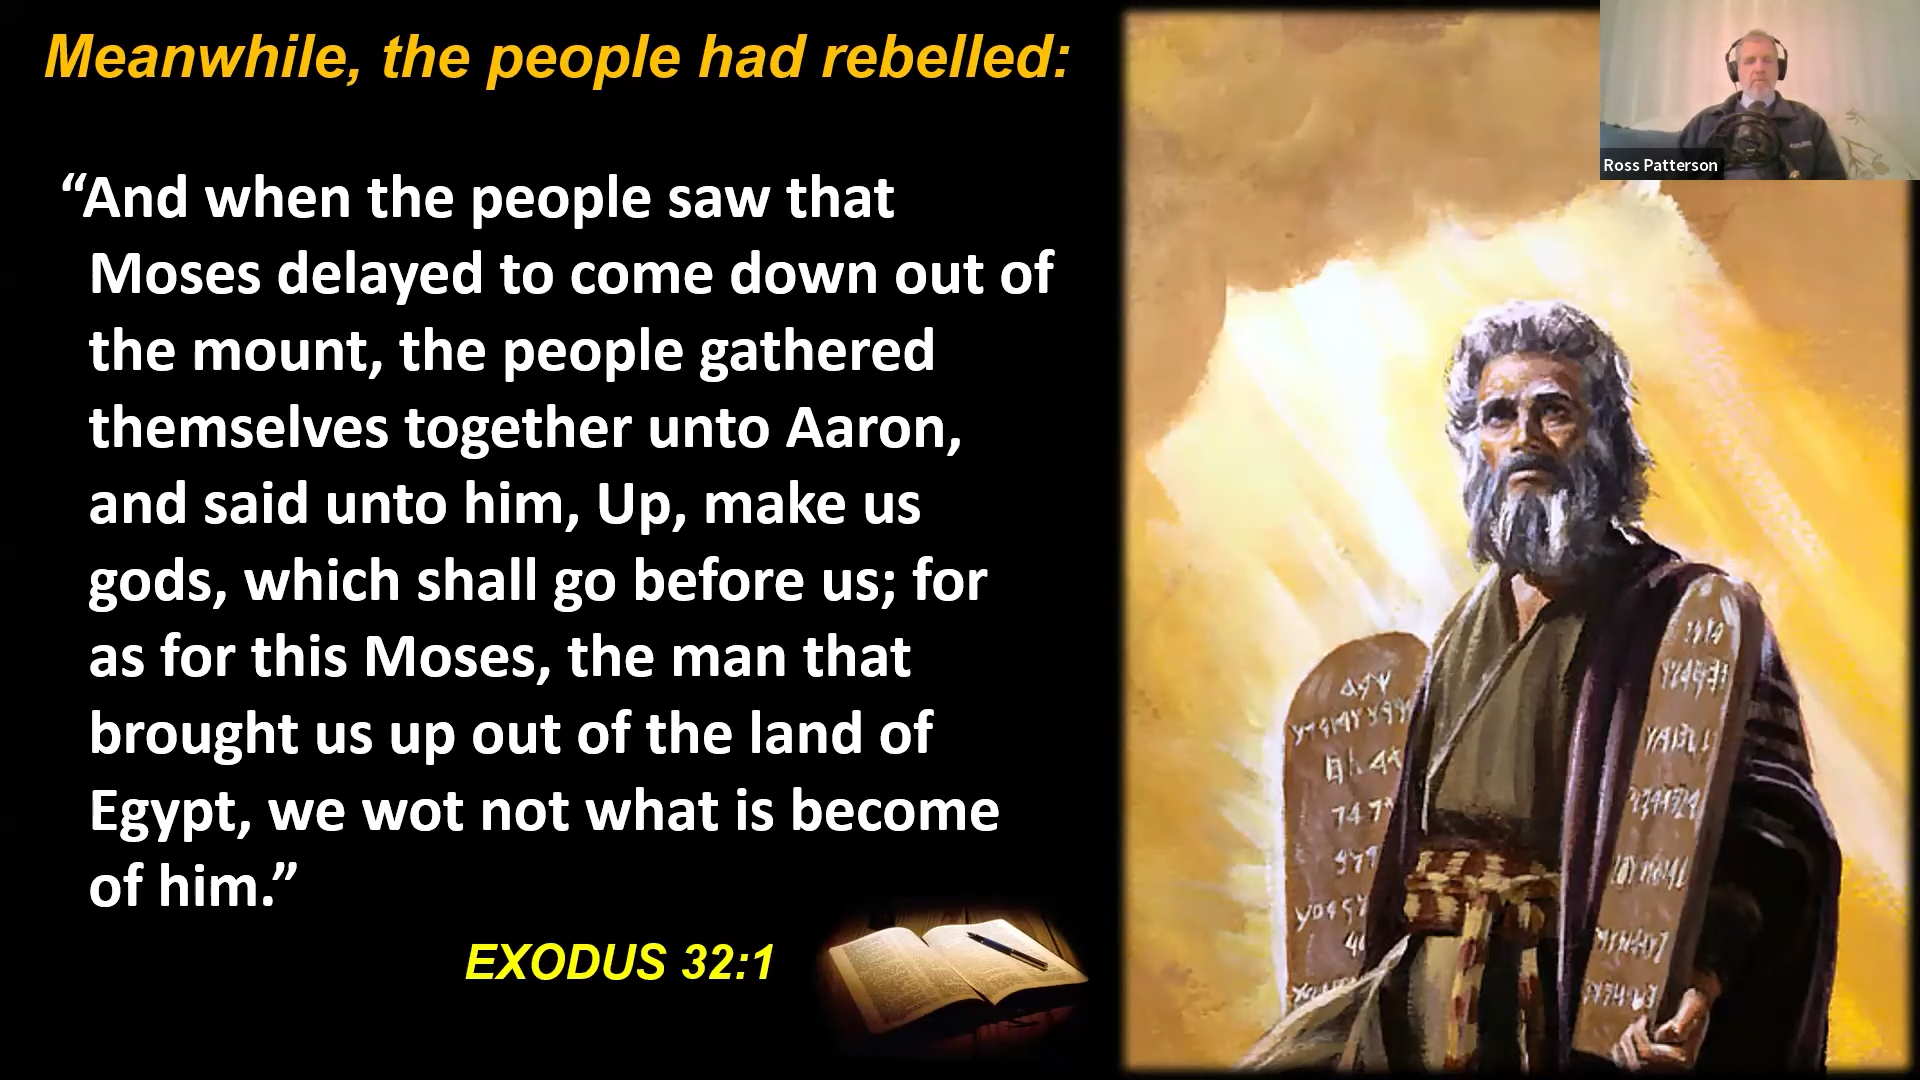 Meanwhile, the people had rebelled:
“And when the people saw that
Moses delayed to come down out of
the mount, the people gathered
themselves together unto Aaron,
and said unto him, Up, make us
gods, which shall go before us; for
as for this Moses, the man that
brought us up out of the land of
Egypt, we wot not what is become
of him.”
EXODUS 32:1
Ross Patterson